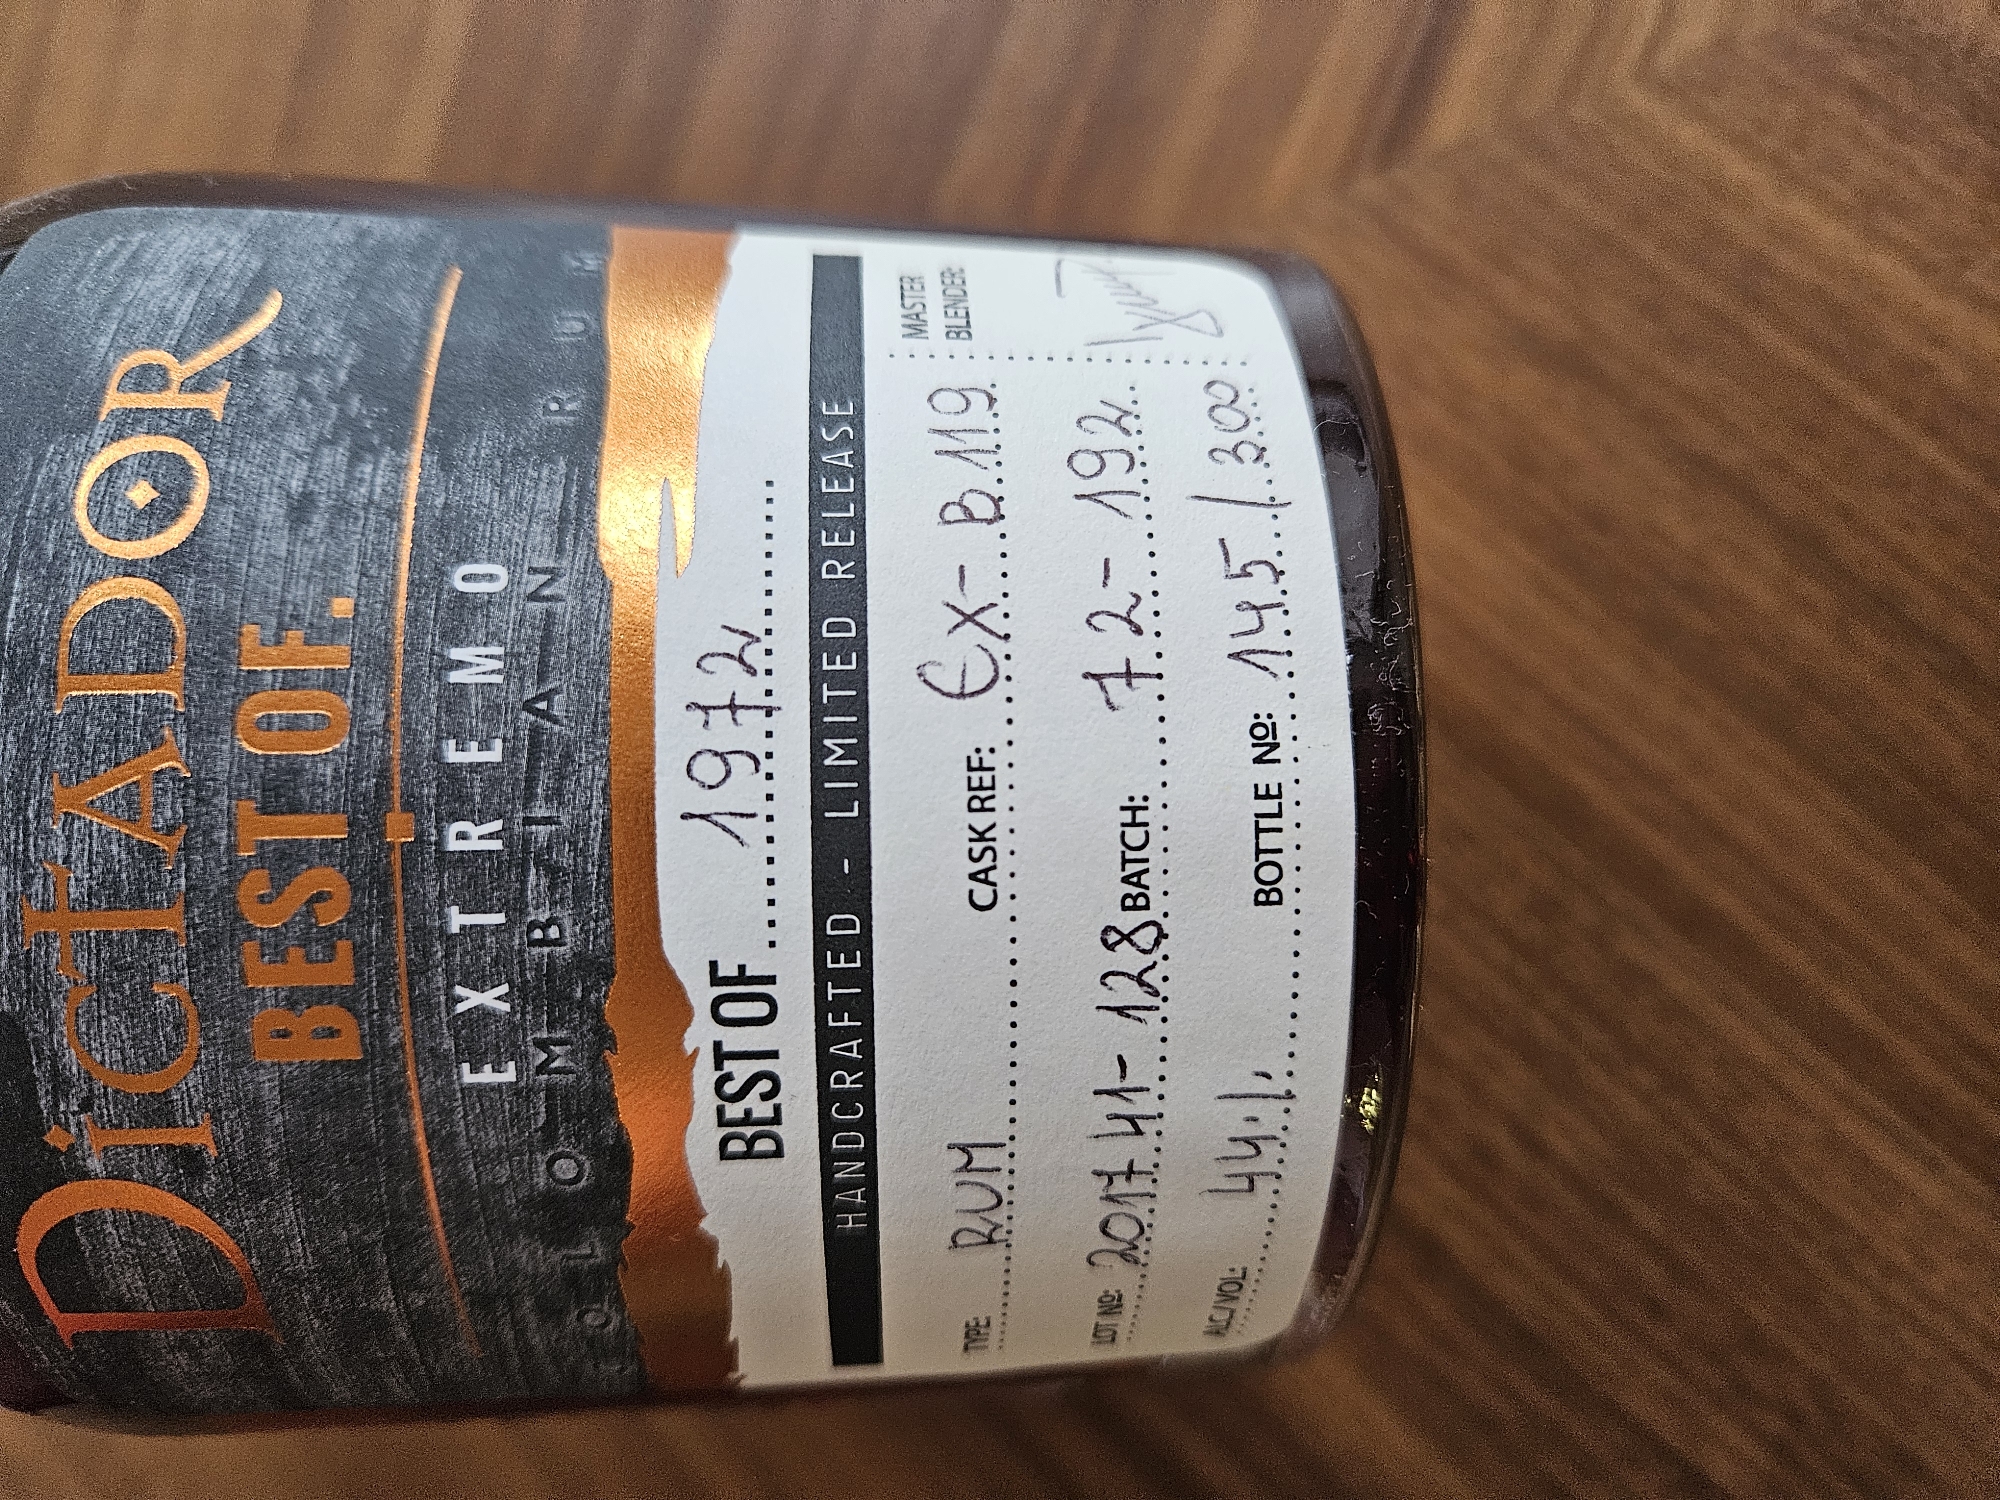 DICTADOR
BEST OF.
EXTREMO
COLOMBIAN RUM
BEST OF 1972
HANDCRAFTED - LIMITED RELEASE
TYPE: RUM CASK REF: EX-B119 MASTER BLENDER:
LOT Nº: 201741-128 BATCH: 72-192
ALC/VOL: 44% BOTTLE Nº: 145/300